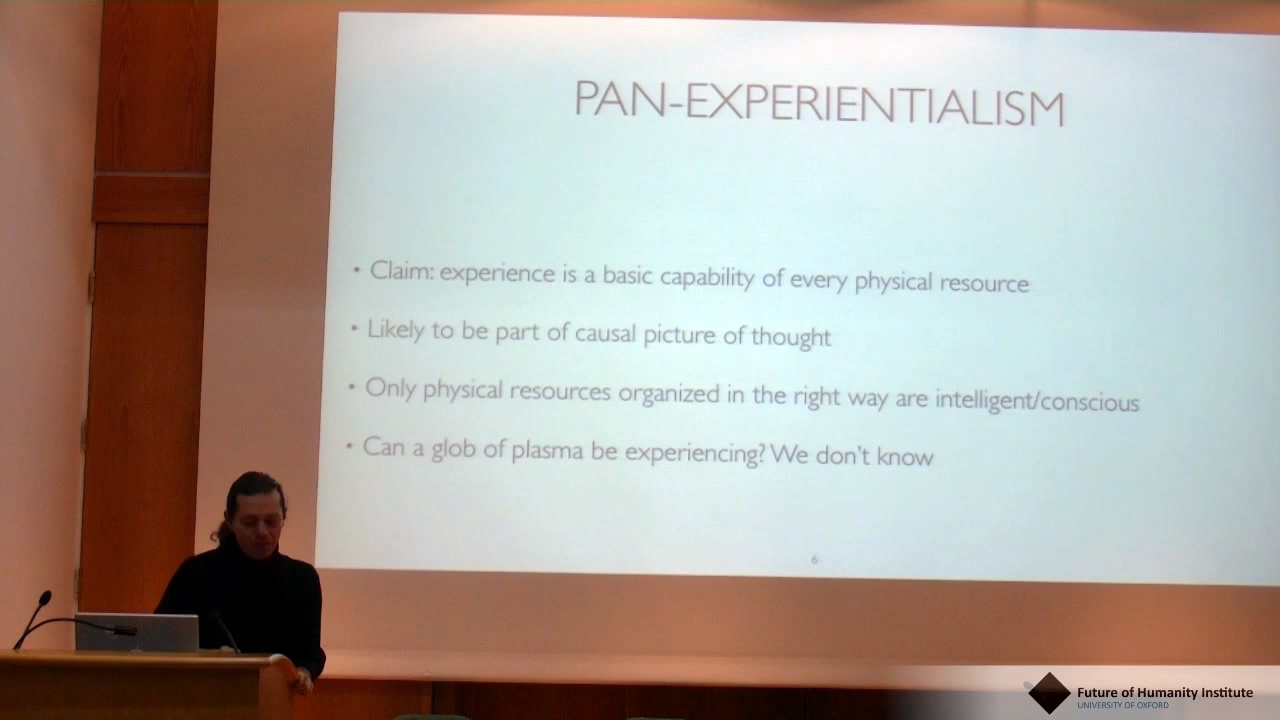 PAN-EXPERIENTIALISM
• Claim: experience is a basic capability of every physical resource
• Likely to be part of causal picture of thought
• Only physical resources organized in the right way are intelligent/conscious
• Can a glob of plasma be experiencing? We don't know
6
Future of Humanity Institute
UNIVERSITY OF OXFORD